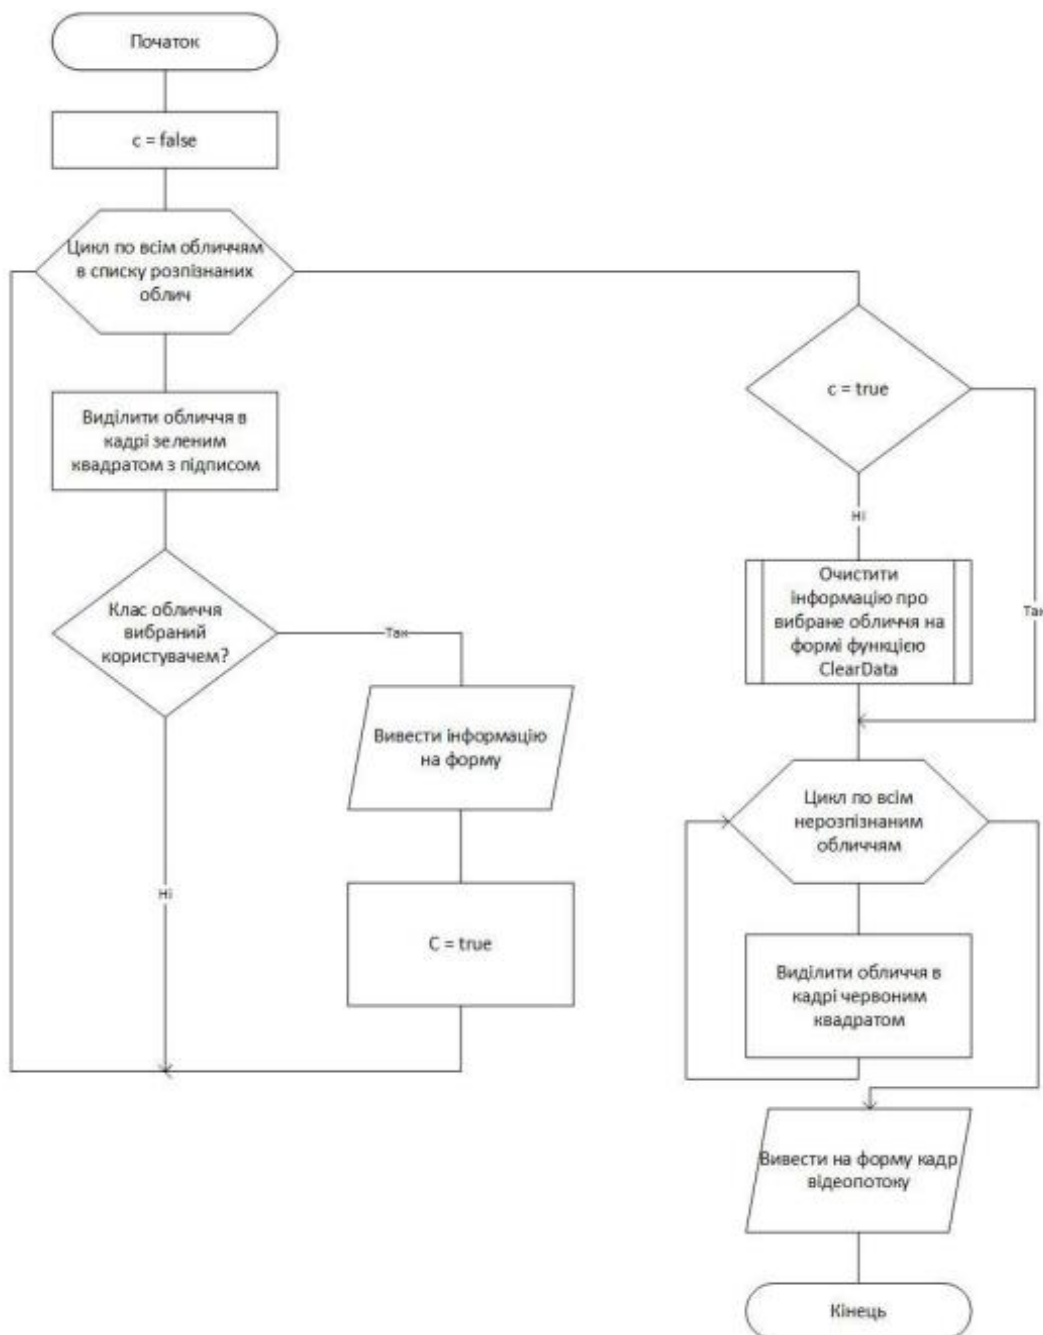 Початок
c = false
Цикл по всім обличчям
в списку розпізнаних
облич
Виділити обличчя в
кадрі зеленим
квадратом з підписом
Клас обличчя
вибраний
користувачем?
Так
Вивести інформацію
на форму
Ні
C = true
c = true
Ні
Так
Очистити
інформацію про
вибране обличчя на
формі функцією
ClearData
Цикл по всім
нерозпізнаним
обличчям
Виділити обличчя в
кадрі червоним
квадратом
Вивести на форму кадр
відеопотоку
Кінець